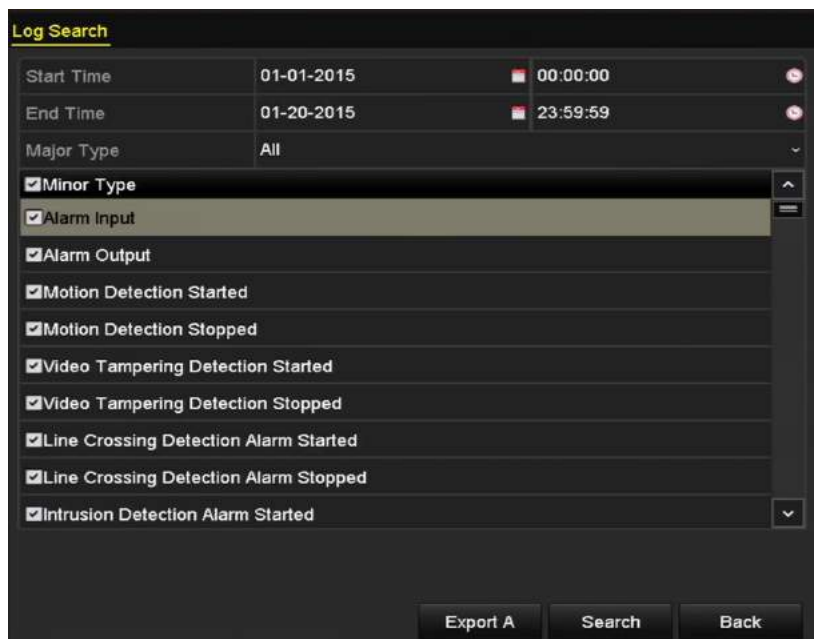 Log Search
Start Time 01-01-2015 00:00:00
End Time 01-20-2015 23:59:59
Major Type All
Minor Type
Alarm Input
Alarm Output
Motion Detection Started
Motion Detection Stopped
Video Tampering Detection Started
Video Tampering Detection Stopped
Line Crossing Detection Alarm Started
Line Crossing Detection Alarm Stopped
Intrusion Detection Alarm Started
Export A Search Back